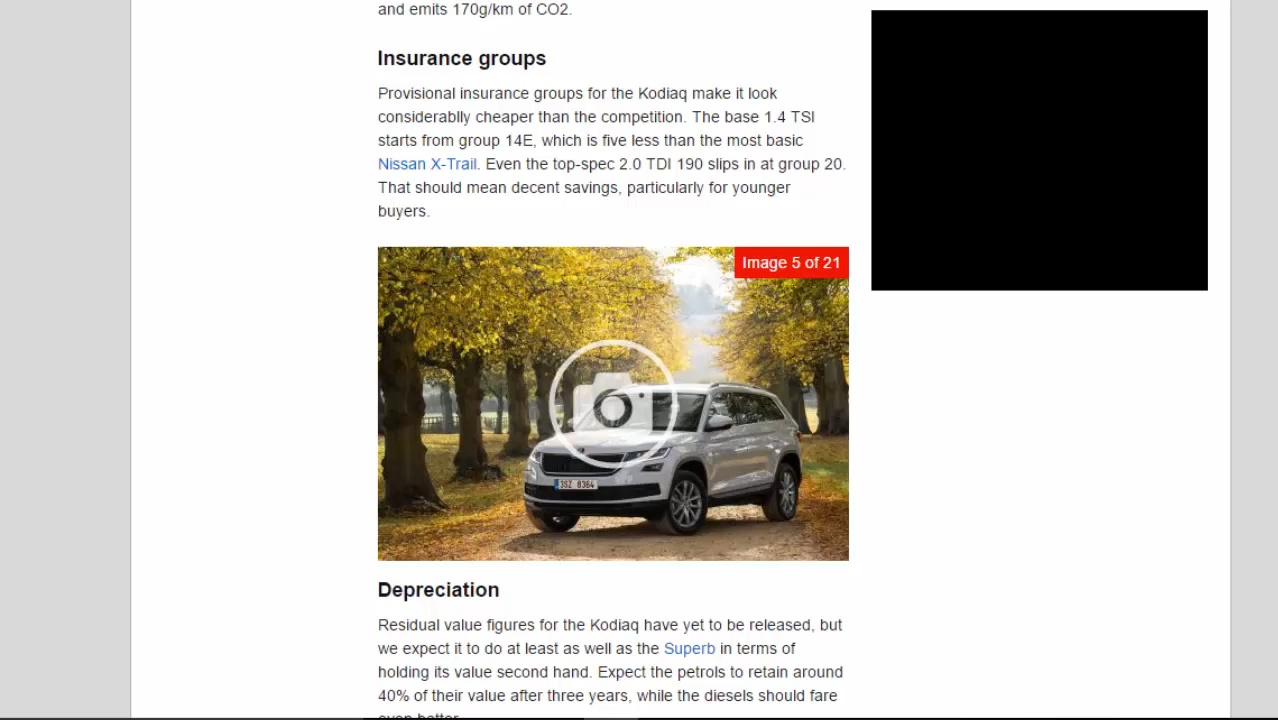 and emits 170g/km of CO2.
Insurance groups
Provisional insurance groups for the Kodiaq make it look
considerablly cheaper than the competition. The base 1.4 TSI
starts from group 14E, which is five less than the most basic
Nissan X-Trail. Even the top-spec 2.0 TDI 190 slips in at group 20.
That should mean decent savings, particularly for younger
buyers.
Image 5 of 21
3SZ 8364
Depreciation
Residual value figures for the Kodiaq have yet to be released, but
we expect it to do at least as well as the Superb in terms of
holding its value second hand. Expect the petrols to retain around
40% of their value after three years, while the diesels should fare
even better.